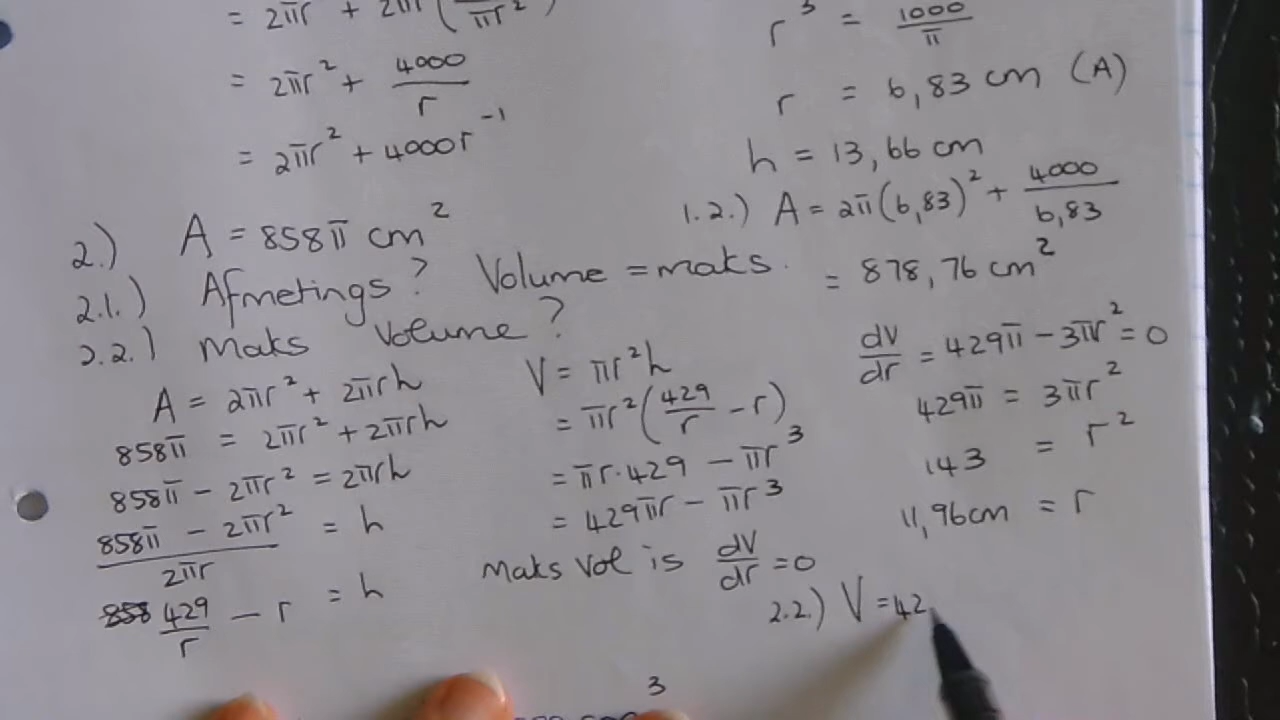 = 2πr + 2π(/πr²)
= 2πr² + 4000/r
= 2πr² + 4000r⁻¹
r³ = 1000/π
r = 6,83 cm (A)
h = 13,66 cm
1.2.) A = 2π(6,83)² + 4000/6,83
= 878,76 cm²
2.) A = 858π cm²
2.1.) Afmetings? Volume = maks.
2.2.) Maks Volume?
A = 2πr² + 2πrh
858π = 2πr² + 2πrh
858π - 2πr² = 2πrh
(858π - 2πr²)/2πr = h
429/r - r = h
V = πr²h
= πr²(429/r - r)
= πr·429 - πr³
= 429πr - πr³
Maks Vol is dV/dr = 0
dV/dr = 429π - 3πr² = 0
429π = 3πr²
143 = r²
11,96cm = r
2.2.) V = 42
3